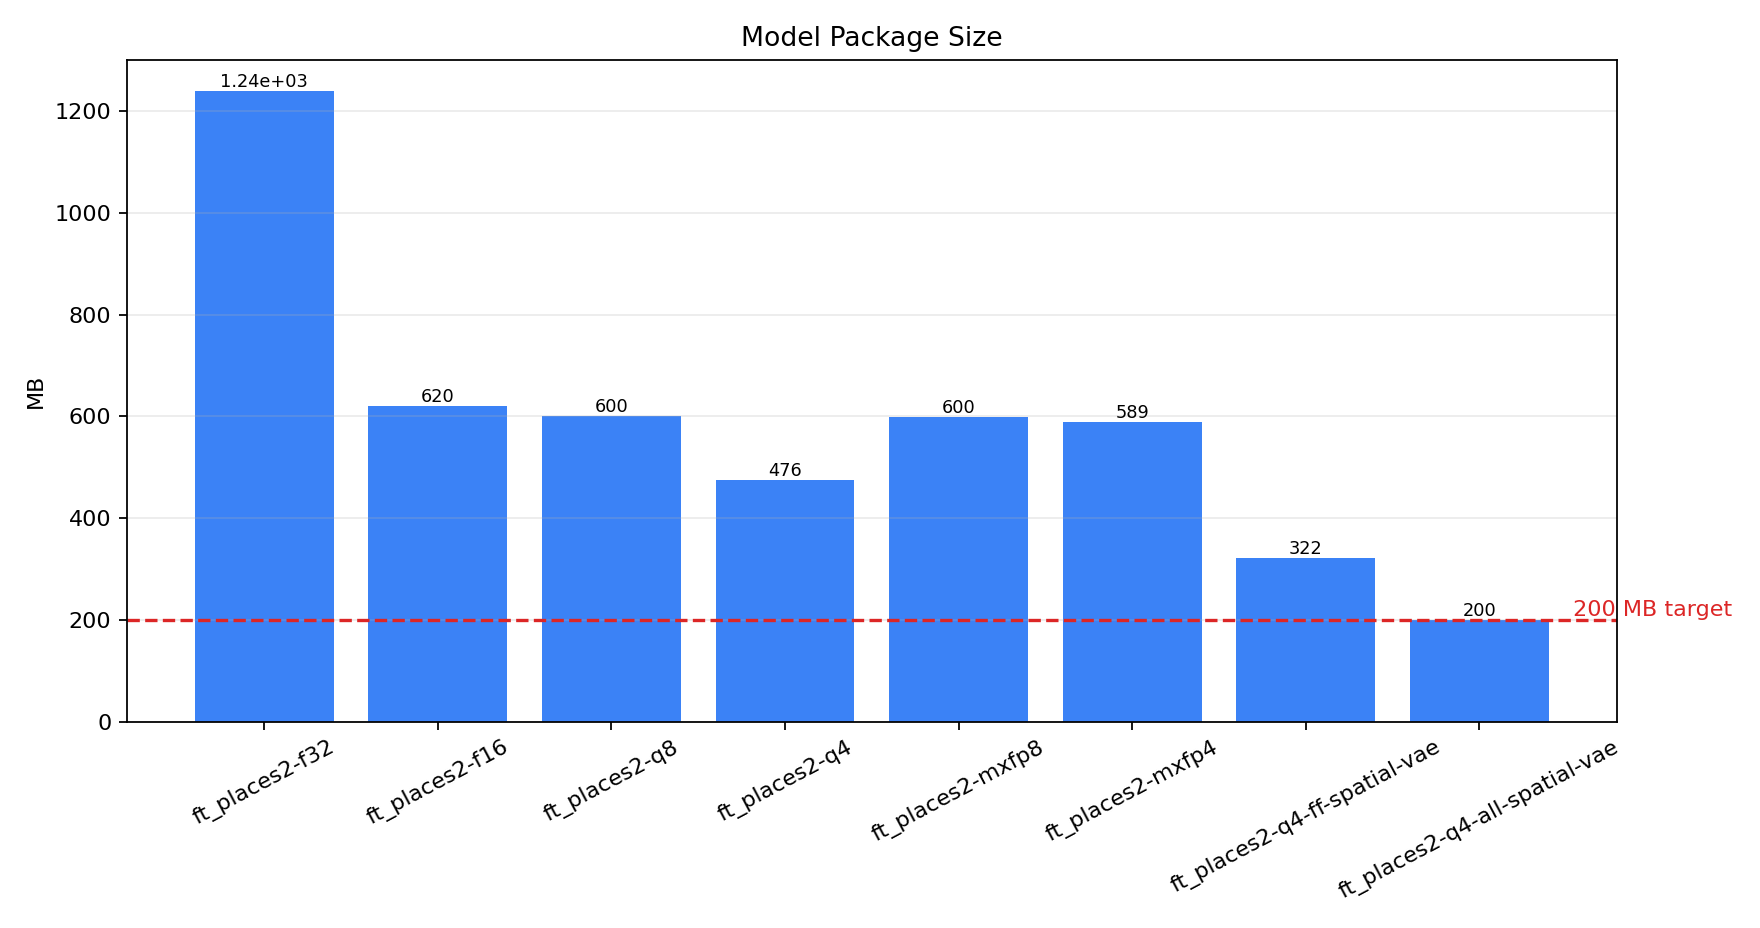 Model Package Size
MB
1200
1000
800
600
400
200
0
1.24e+03
620
600
476
600
589
322
200
200 MB target
ft_places2-f32
ft_places2-f16
ft_places2-q8
ft_places2-q4
ft_places2-mxfp8
ft_places2-mxfp4
ft_places2-q4-ff-spatial-vae
ft_places2-q4-all-spatial-vae